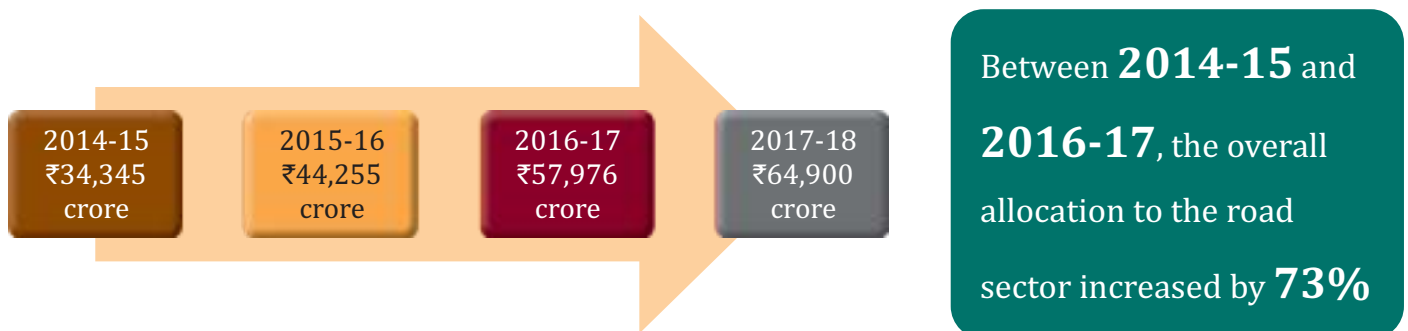 2014-15
₹34,345
crore
2015-16
₹44,255
crore
2016-17
₹57,976
crore
2017-18
₹64,900
crore
Between 2014-15 and
2016-17, the overall
allocation to the road
sector increased by 73%